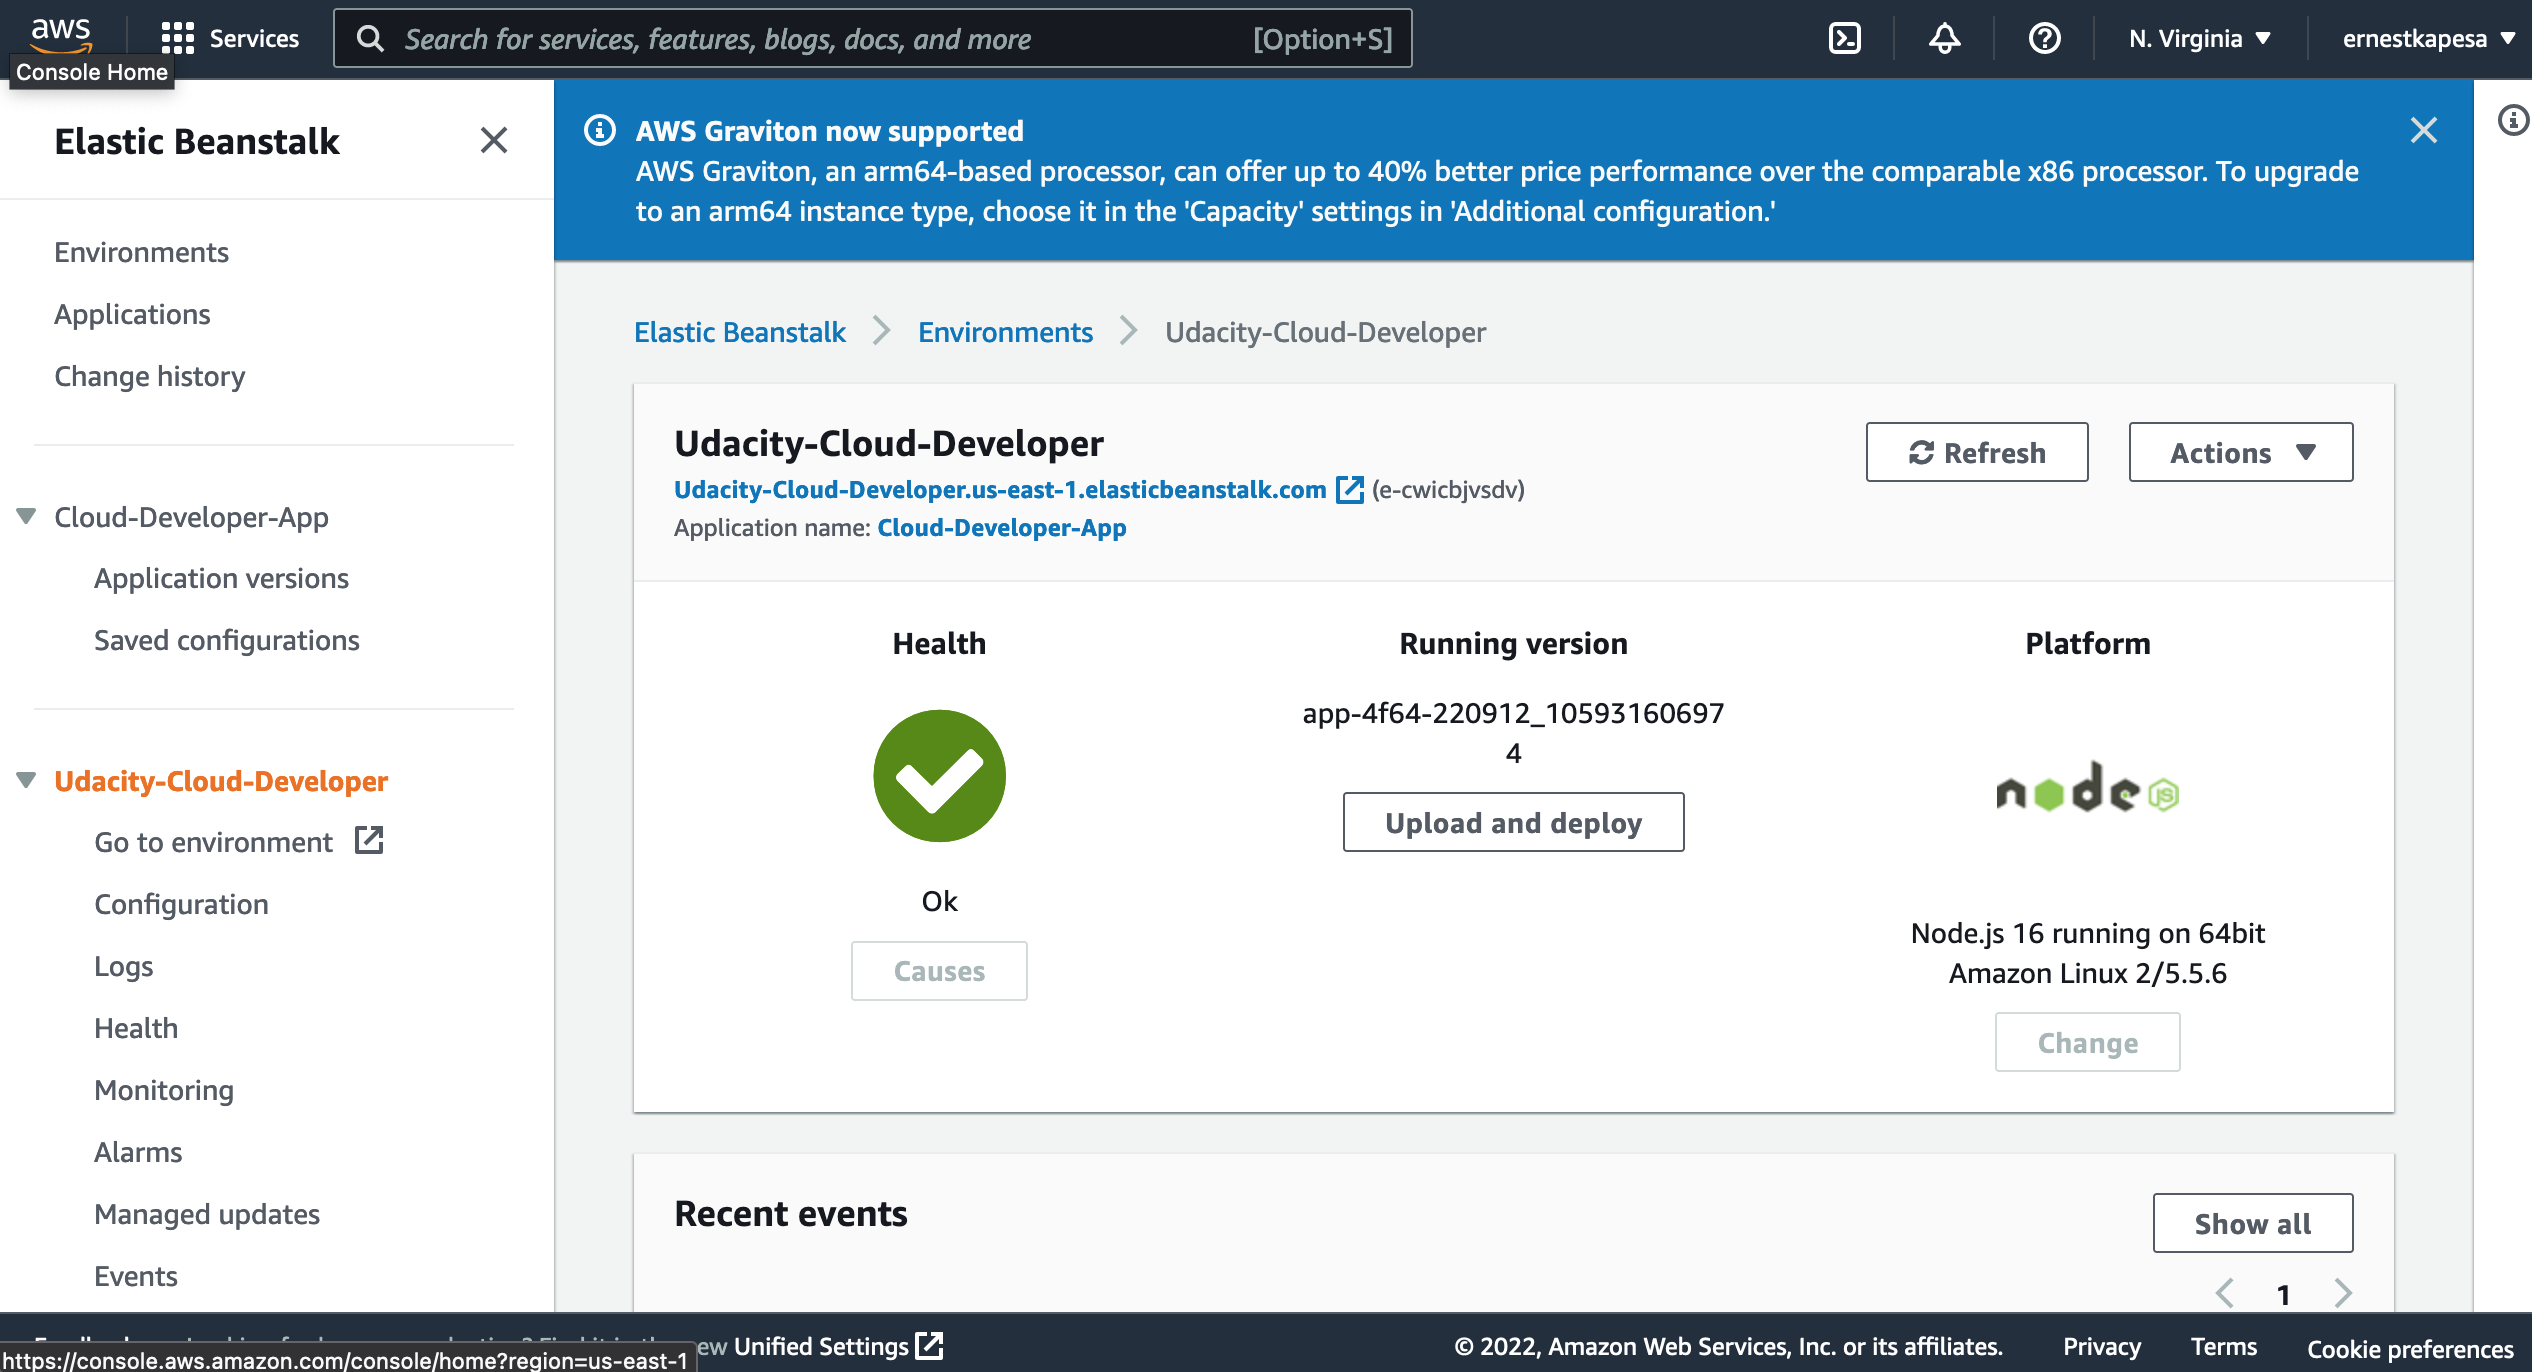 aws
Services
Search for services, features, blogs, docs, and more
[Option+S]
N. Virginia
ernestkapesa
Console Home
Elastic Beanstalk
Environments
Applications
Change history
Cloud-Developer-App
Application versions
Saved configurations
Udacity-Cloud-Developer
Go to environment
Configuration
Logs
Health
Monitoring
Alarms
Managed updates
Events
AWS Graviton now supported
AWS Graviton, an arm64-based processor, can offer up to 40% better price performance over the comparable x86 processor. To upgrade
to an arm64 instance type, choose it in the 'Capacity' settings in 'Additional configuration.'
Elastic Beanstalk
Environments
Udacity-Cloud-Developer
Udacity-Cloud-Developer
Udacity-Cloud-Developer.us-east-1.elasticbeanstalk.com (e-cwicbjvsdv)
Application name: Cloud-Developer-App
Refresh
Actions
Health
Ok
Causes
Running version
app-4f64-220912_10593160697
4
Upload and deploy
Platform
node JS
Node.js 16 running on 64bit
Amazon Linux 2/5.5.6
Change
Recent events
Show all
1
Unified Settings
© 2022, Amazon Web Services, Inc. or its affiliates.
Privacy
Terms
Cookie preferences
https://console.aws.amazon.com/console/home?region=us-east-1